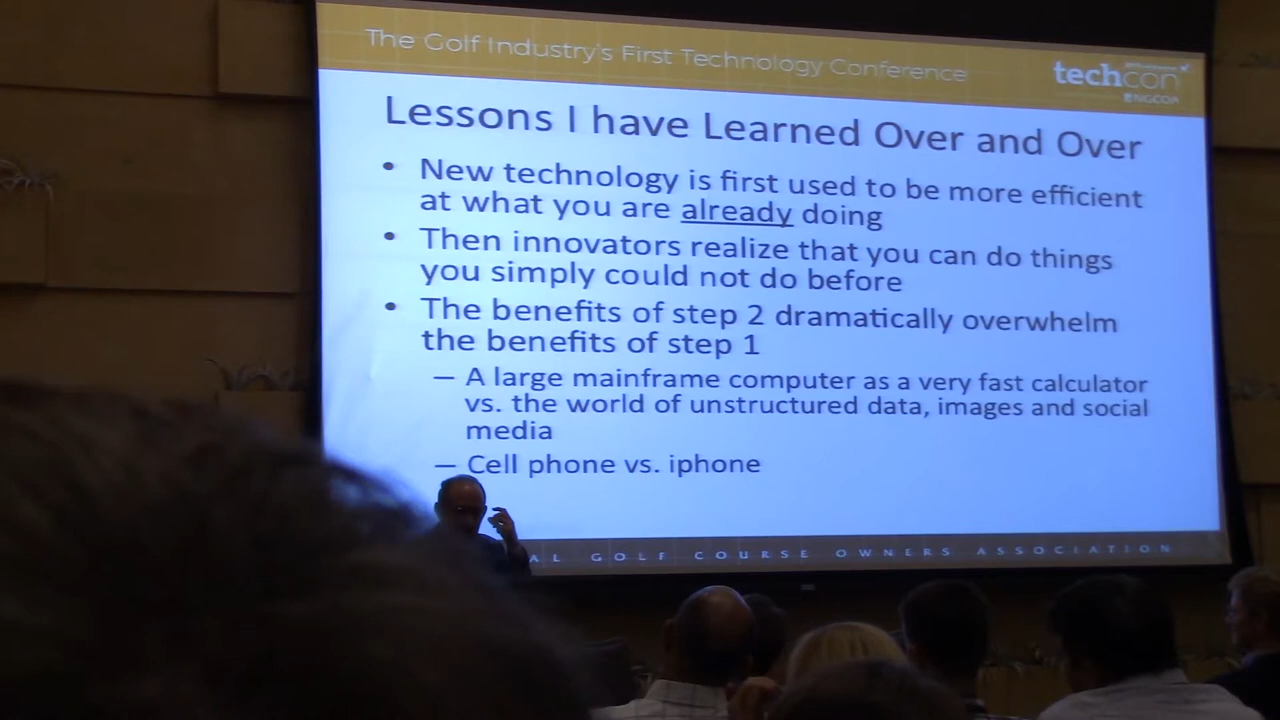 The Golf Industry's First Technology Conference
techcon
NGCOA
Lessons I have Learned Over and Over
• New technology is first used to be more efficient
at what you are already doing
• Then innovators realize that you can do things
you simply could not do before
• The benefits of step 2 dramatically overwhelm
the benefits of step 1
– A large mainframe computer as a very fast calculator
vs. the world of unstructured data, images and social
media
– Cell phone vs. iphone
AL GOLF COURSE OWNERS ASSOCIATION